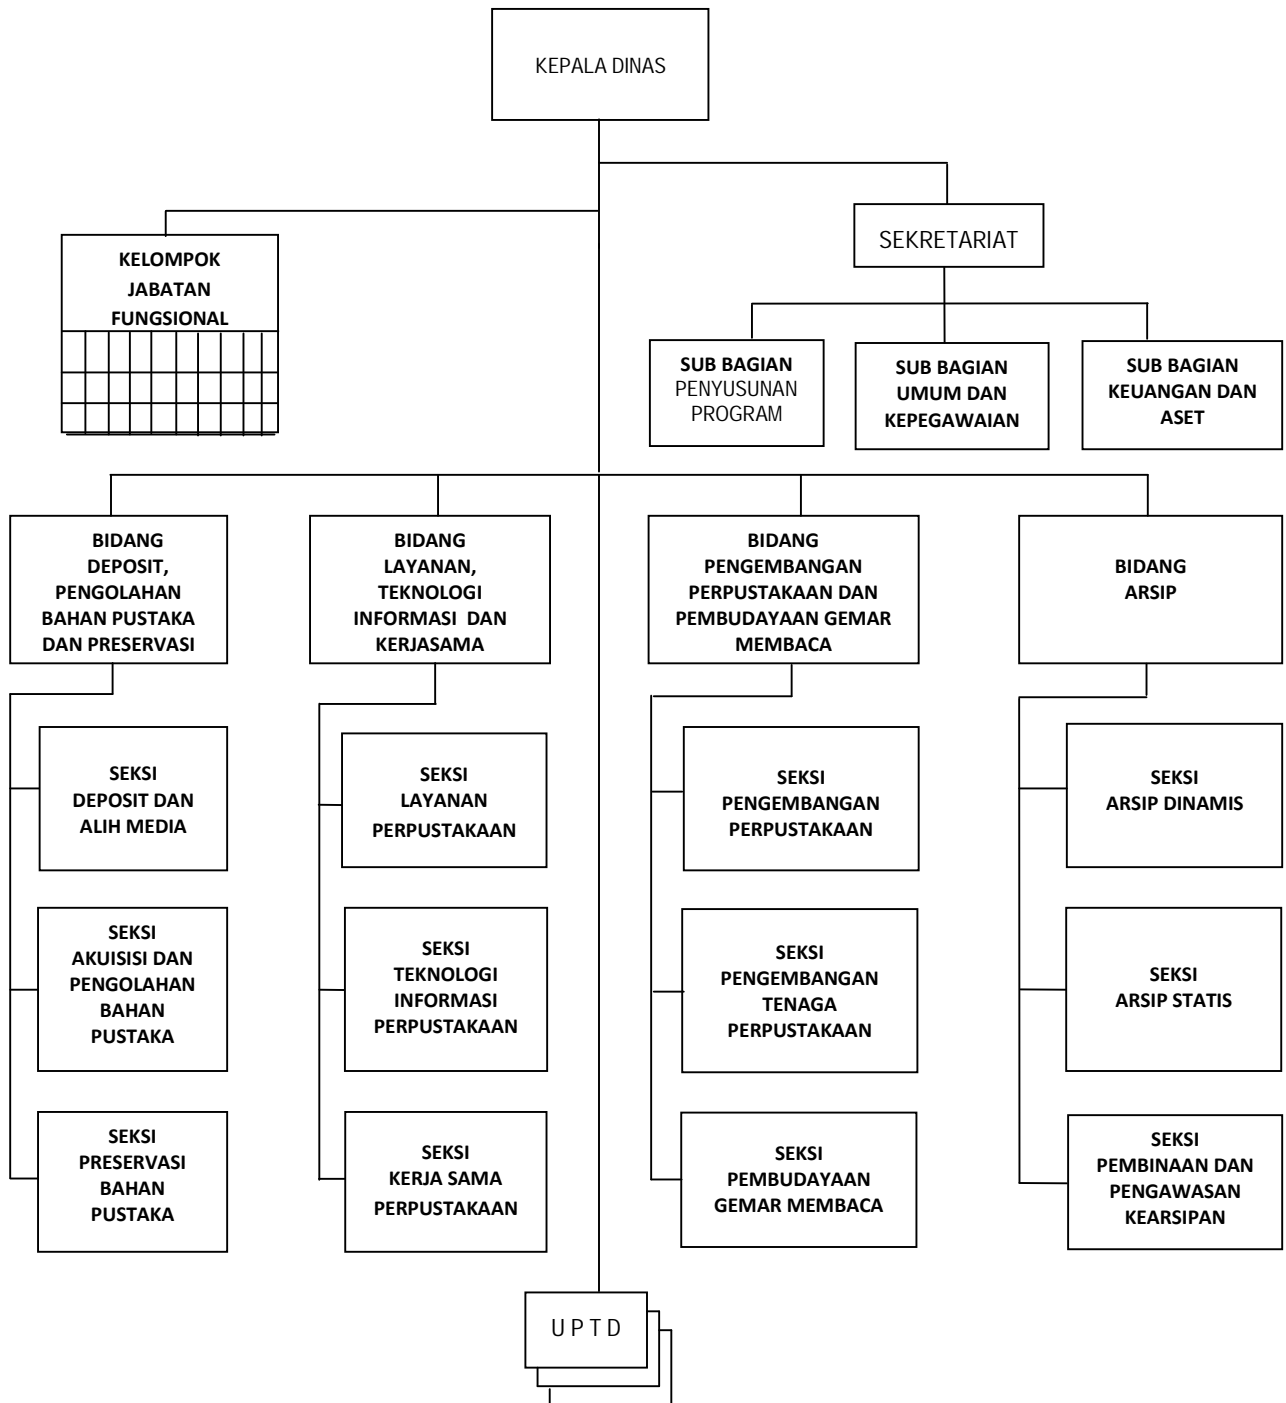 KEPALA DINAS
SEKRETARIAT
KELOMPOK
JABATAN
FUNGSIONAL
SUB BAGIAN
PENYUSUNAN
PROGRAM
SUB BAGIAN
UMUM DAN
KEPEGAWAIAN
SUB BAGIAN
KEUANGAN DAN
ASET
BIDANG
DEPOSIT,
PENGOLAHAN
BAHAN PUSTAKA
DAN PRESERVASI
BIDANG
LAYANAN,
TEKNOLOGI
INFORMASI DAN
KERJASAMA
BIDANG
PENGEMBANGAN
PERPUSTAKAAN DAN
PEMBUDAYAAN GEMAR
MEMBACA
BIDANG
ARSIP
SEKSI
DEPOSIT DAN
ALIH MEDIA
SEKSI
LAYANAN
PERPUSTAKAAN
SEKSI
PENGEMBANGAN
PERPUSTAKAAN
SEKSI
ARSIP DINAMIS
SEKSI
AKUISISI DAN
PENGOLAHAN
BAHAN
PUSTAKA
SEKSI
TEKNOLOGI
INFORMASI
PERPUSTAKAAN
SEKSI
PENGEMBANGAN
TENAGA
PERPUSTAKAAN
SEKSI
ARSIP STATIS
SEKSI
PRESERVASI
BAHAN
PUSTAKA
SEKSI
KERJA SAMA
PERPUSTAKAAN
SEKSI
PEMBUDAYAAN
GEMAR MEMBACA
SEKSI
PEMBINAAN DAN
PENGAWASAN
KEARSIPAN
U P T D